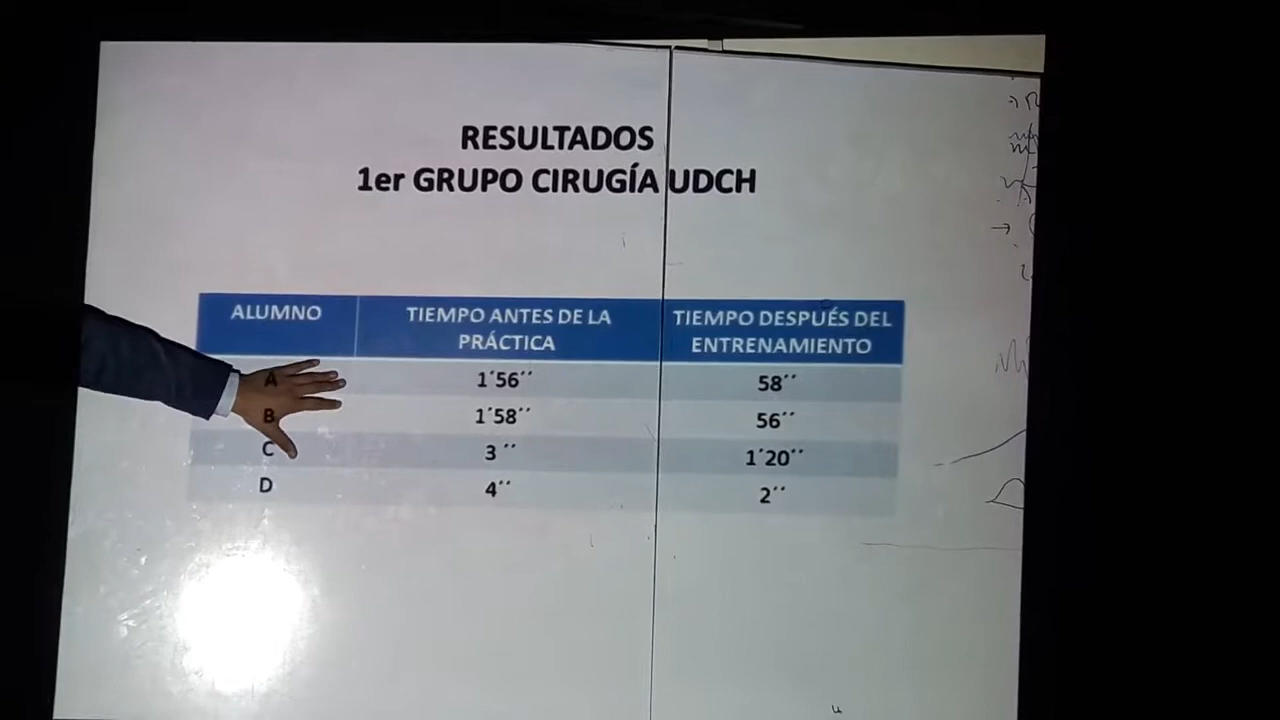 RESULTADOS
1er GRUPO CIRUGÍA UDCH
ALUMNO TIEMPO ANTES DE LA PRÁCTICA TIEMPO DESPUÉS DEL ENTRENAMIENTO
A 1´56´´ 58´´
B 1´58´´ 56´´
C 3 ´´ 1´20´´
D 4´´ 2´´